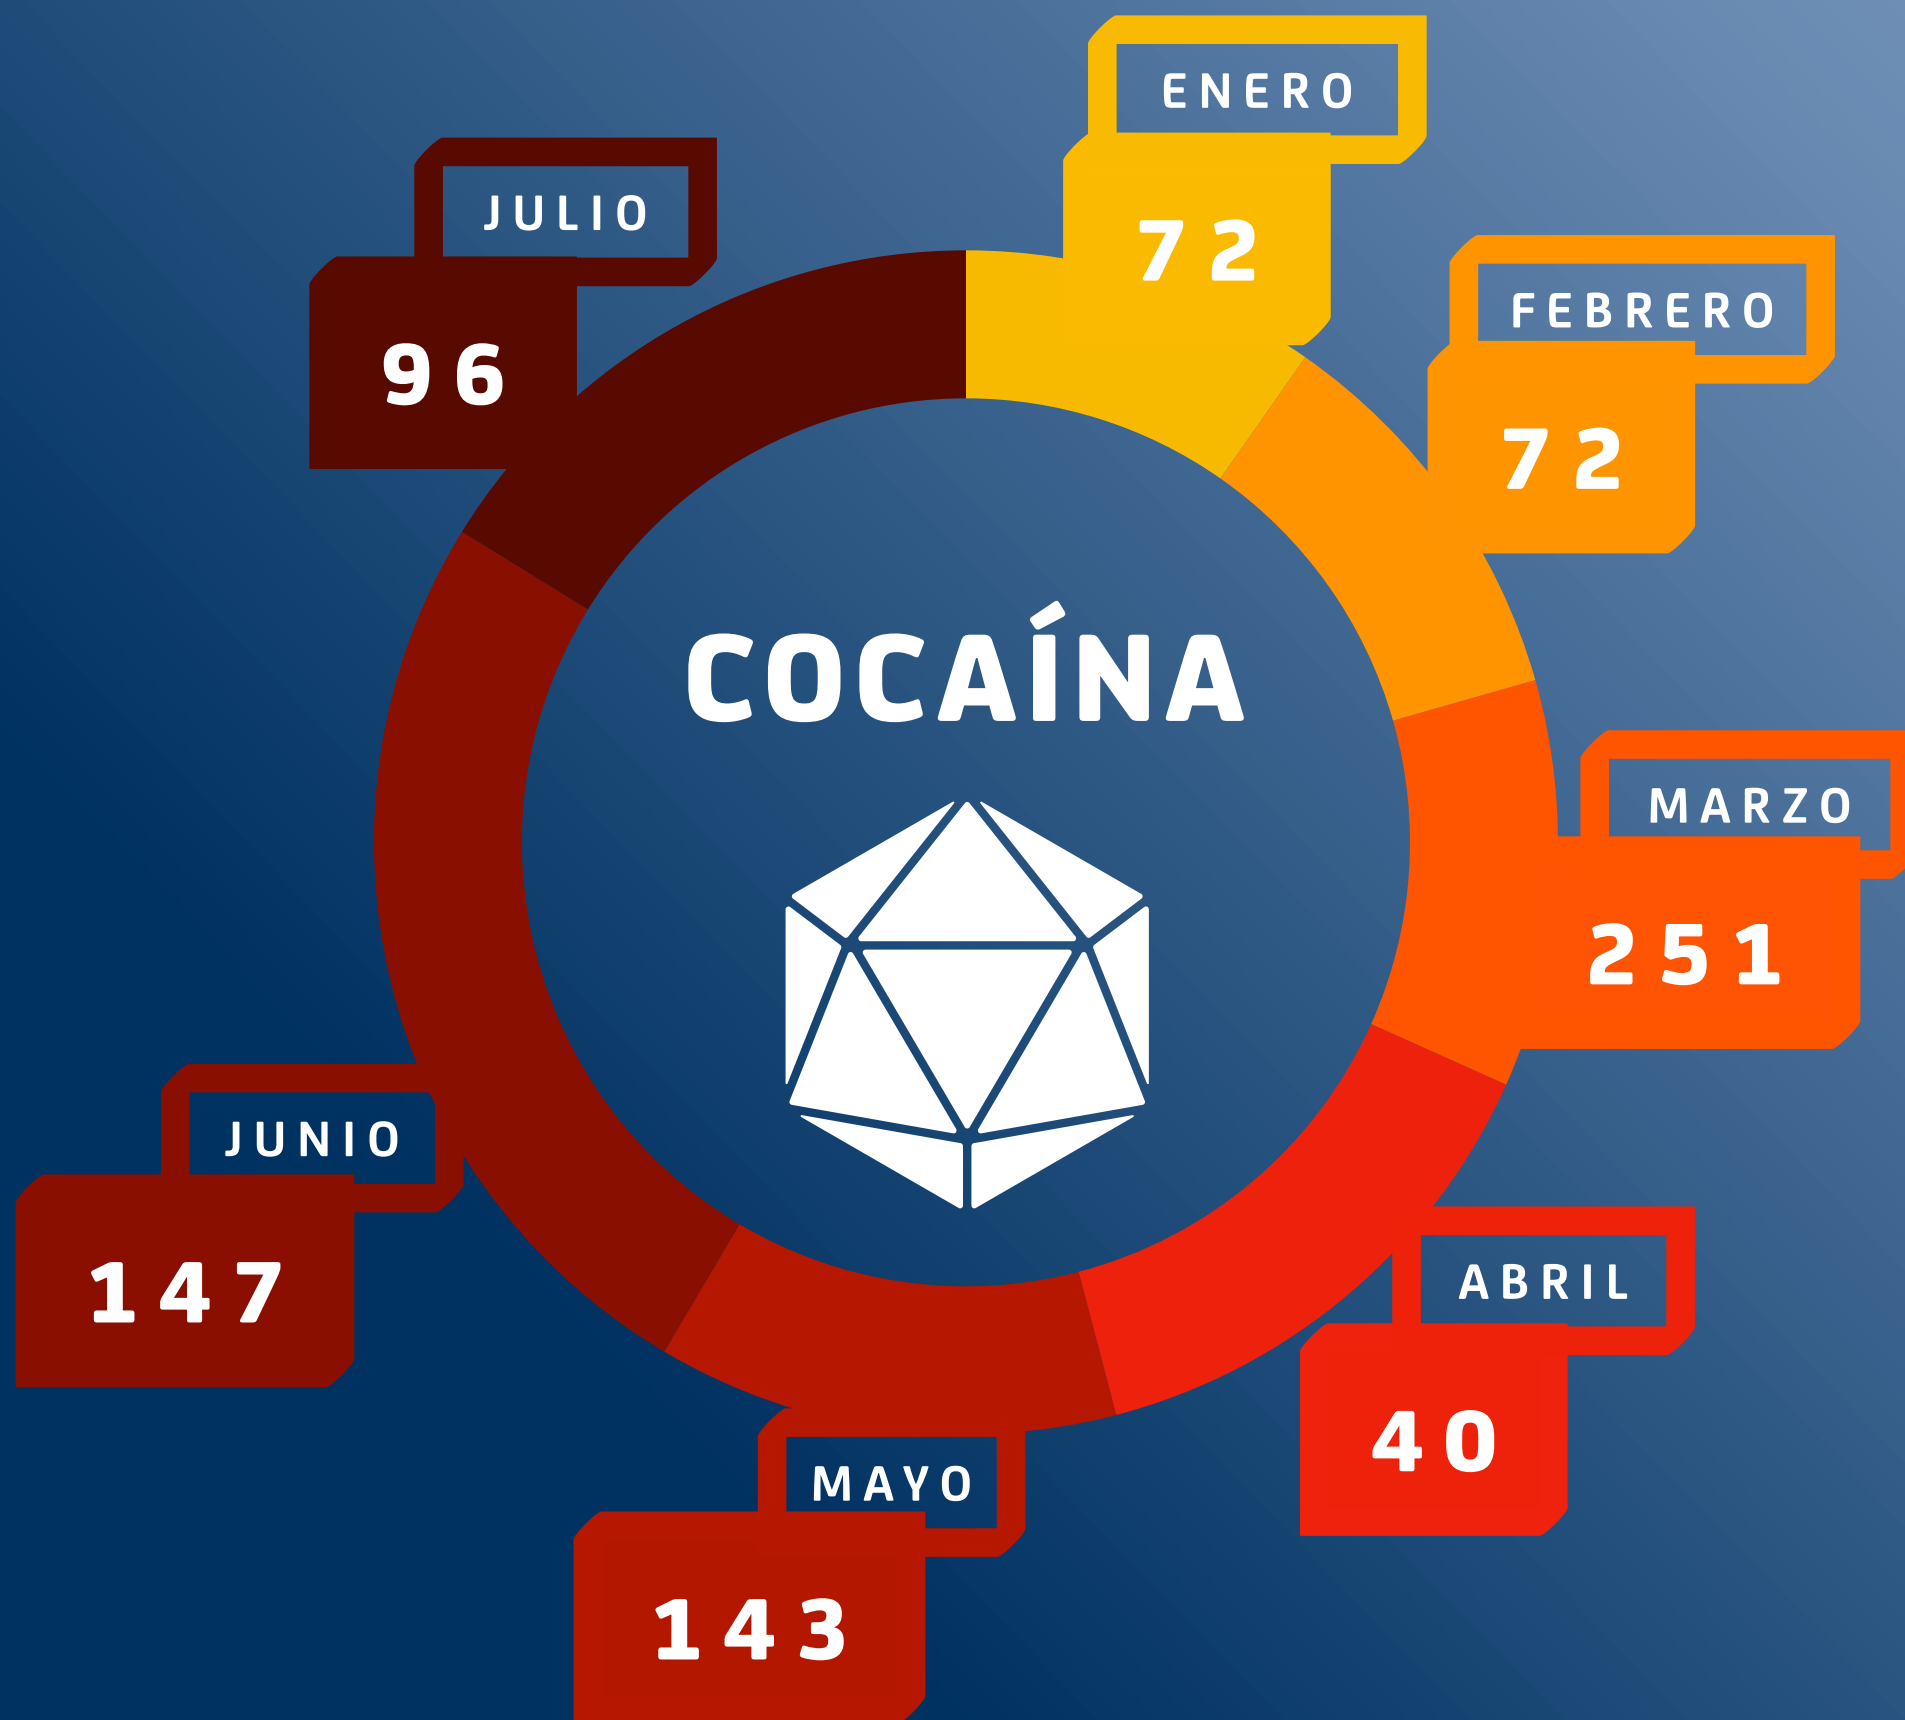 ENERO
72
FEBRERO
72
MARZO
251
ABRIL
40
MAYO
143
JUNIO
147
JULIO
96
COCAÍNA